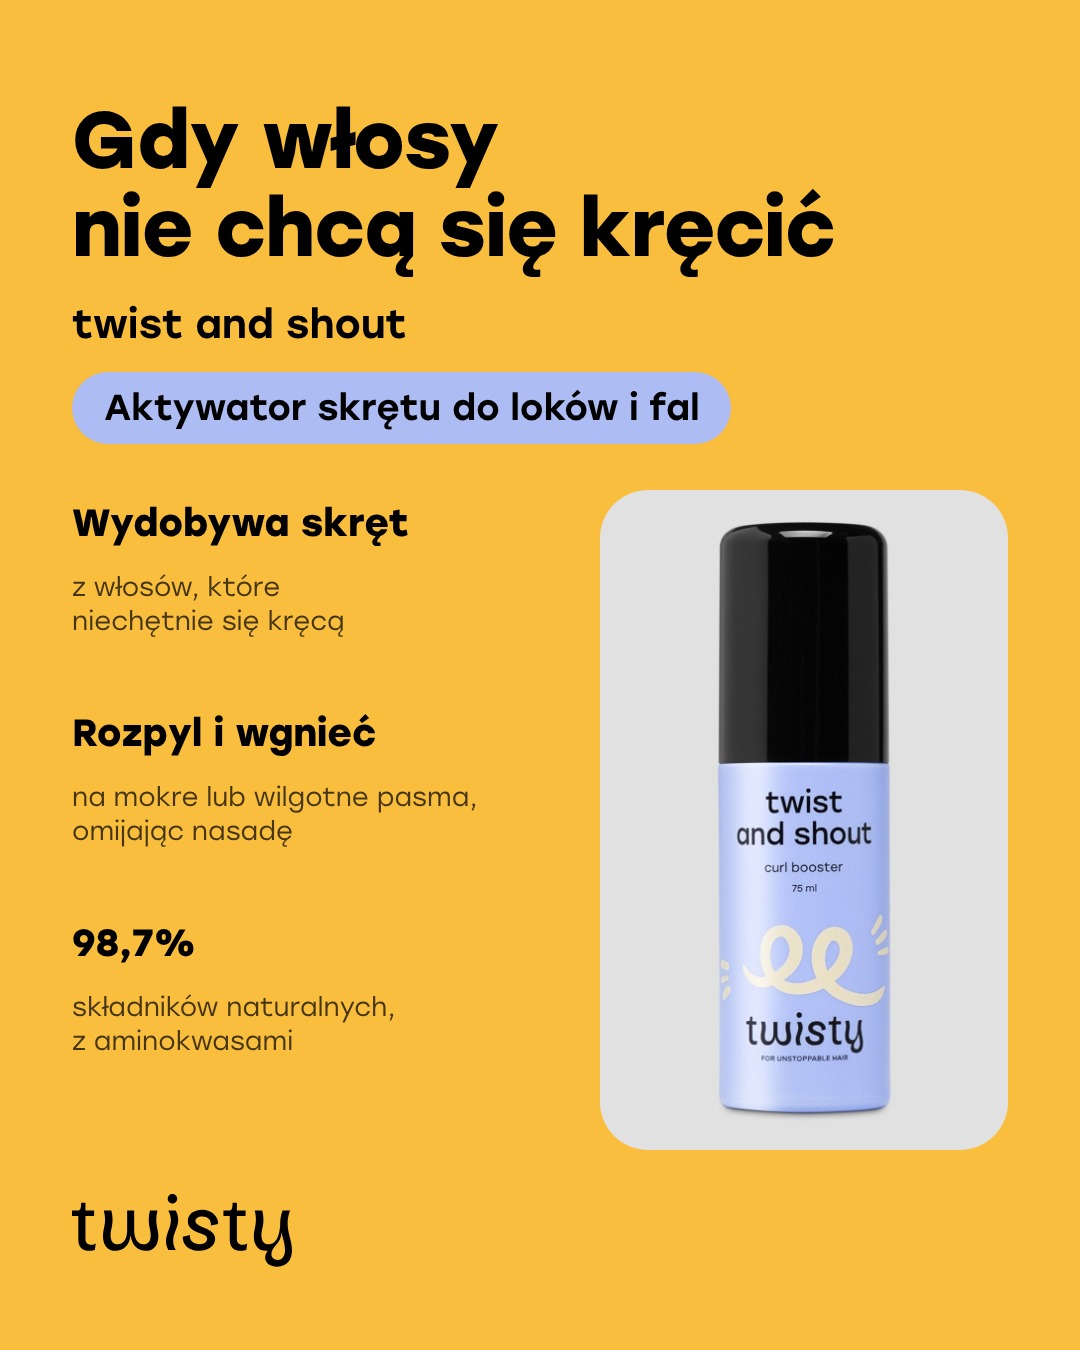 Gdy włosy
nie chcą się kręcić
twist and shout
Aktywator skrętu do loków i fal
Wydobywa skręt
z włosów, które
niechętnie się kręcą
Rozpyl i wgnieć
na mokre lub wilgotne pasma,
omijając nasadę
98,7%
składników naturalnych,
z aminokwasami
twist
and shout
curl booster
75 ml
twisty
FOR UNSTOPPABLE HAIR
twisty